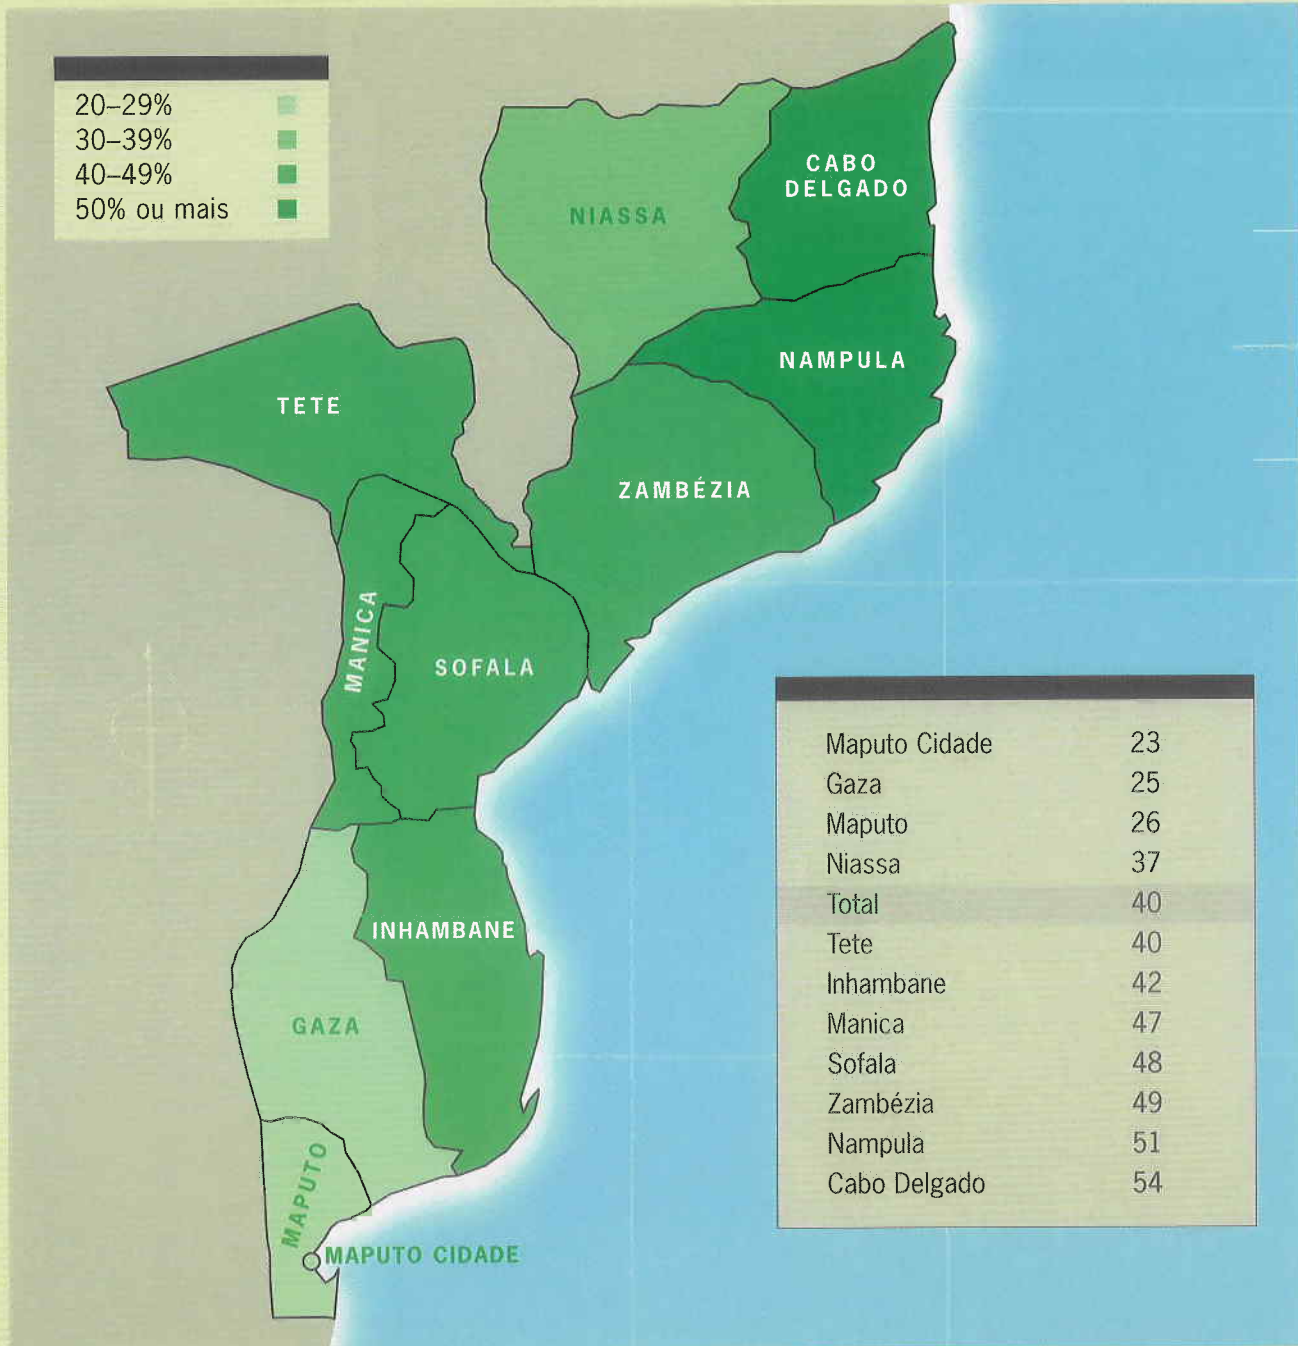 20–29%
30–39%
40–49%
50% ou mais
CABO
DELGADO
NIASSA
NAMPULA
TETE
ZAMBÉZIA
MANICA
SOFALA
INHAMBANE
GAZA
MAPUTO
MAPUTO CIDADE
Maputo Cidade 23
Gaza 25
Maputo 26
Niassa 37
Total 40
Tete 40
Inhambane 42
Manica 47
Sofala 48
Zambézia 49
Nampula 51
Cabo Delgado 54